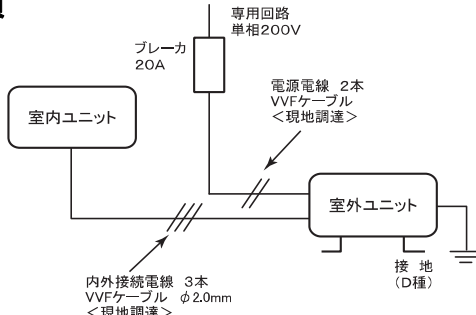 専用回路
単相200V
ブレーカ
20A
電源電線 2本
VVFケーブル
＜現地調達＞
室内ユニット
室外ユニット
接 地
（D種）
内外接続電線 3本
VVFケーブル φ2.0mm
＜現地調達＞